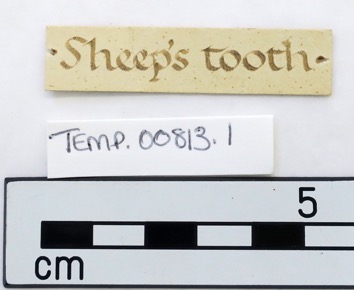 Sheep's tooth
TEMP. 00813.1
5
cm